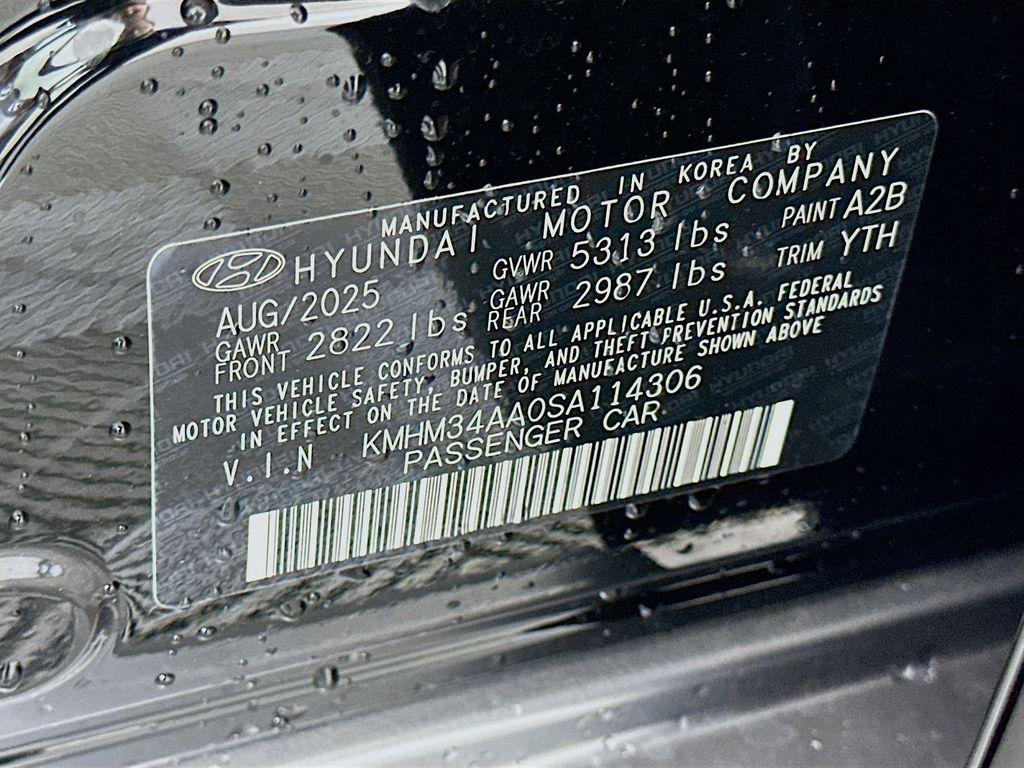 MANUFACTURED IN KOREA BY
HYUNDAI MOTOR COMPANY
AUG/2025 GVWR 5313 lbs PAINT A2B
GAWR FRONT 2822 lbs GAWR REAR 2987 lbs TRIM YTH
THIS VEHICLE CONFORMS TO ALL APPLICABLE U.S.A. FEDERAL
MOTOR VEHICLE SAFETY, BUMPER, AND THEFT PREVENTION STANDARDS
IN EFFECT ON THE DATE OF MANUFACTURE SHOWN ABOVE
V.I.N KMHM34AA0SA114306
PASSENGER CAR